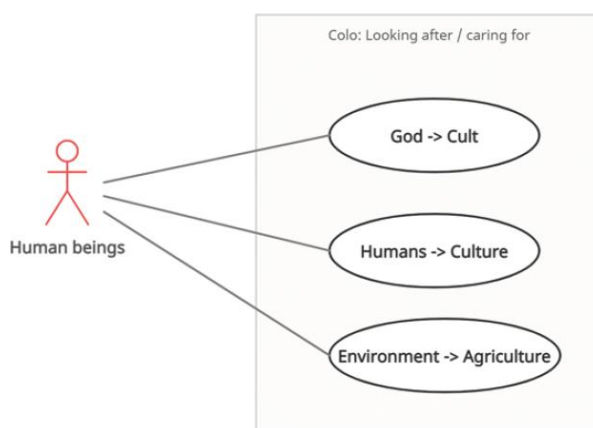 Colo: Looking after / caring for
God -> Cult
Human beings
Humans -> Culture
Environment -> Agriculture